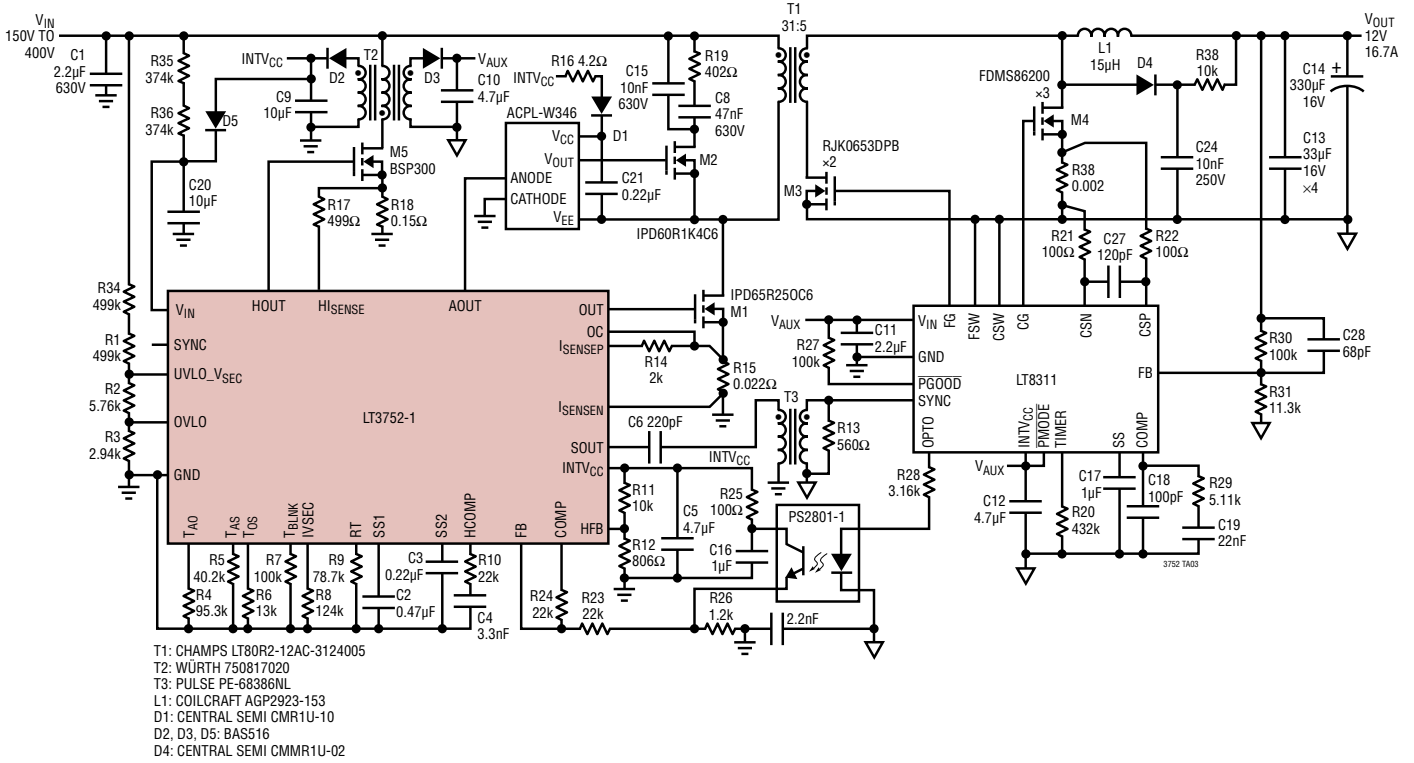 VIN
150V TO
400V
C1
2.2µF
630V
R35
374k
R36
374k
INTVCC
D2
T2
D3
VAUX
C10
4.7µF
C9
10µF
D5
M5
BSP300
C20
10µF
R17
499Ω
R18
0.15Ω
R16 4.2Ω
INTVCC
ACPL-W346
D1
VCC
VOUT
ANODE
CATHODE
VEE
C21
0.22µF
C15
10nF
630V
R19
402Ω
C8
47nF
630V
M2
IPD60R1K4C6
T1
31:5
RJK0653DPB
×2
M3
FDMS86200
×3
M4
L1
15µH
D4
R38
10k
R38
0.002
C24
10nF
250V
VOUT
12V
16.7A
C14
+
330µF
16V
C13
33µF
16V
×4
R21
100Ω
C27
120pF
R22
100Ω
R34
499k
R1
499k
R2
5.76k
R3
2.94k
VIN
SYNC
UVLO_VSEC
OVLO
GND
HOUT
HISENSE
AOUT
LT3752-1
OUT
OC
ISENSEP
ISENSEN
SOUT
INTVCC
HFB
TAO
TAS
TOS
TBLNK
IVSEC
RT
SS1
SS2
HCOMP
FB
COMP
IPD65R25OC6
M1
R14
2k
R15
0.022Ω
C6 220pF
INTVCC
T3
R13
560Ω
VAUX
R27
100k
C11
2.2µF
VIN
GND
PGOOD
SYNC
OPTO
FG
FSW
CSW
CG
CSN
CSP
LT8311
FB
INTVCC
PMODE
TIMER
SS
COMP
R30
100k
C28
68pF
R31
11.3k
R28
3.16k
VAUX
C12
4.7µF
R20
432k
C17
1µF
C18
100pF
R29
5.11k
C19
22nF
3752 TA03
R11
10k
R12
806Ω
C5
4.7µF
R25
100Ω
C16
1µF
PS2801-1
R5
40.2k
R4
95.3k
R6
13k
R7
100k
R8
124k
R9
78.7k
C2
0.47µF
C3
0.22µF
R10
22k
C4
3.3nF
R24
22k
R23
22k
R26
1.2k
2.2nF
T1: CHAMPS LT80R2-12AC-3124005
T2: WÜRTH 750817020
T3: PULSE PE-68386NL
L1: COILCRAFT AGP2923-153
D1: CENTRAL SEMI CMR1U-10
D2, D3, D5: BAS516
D4: CENTRAL SEMI CMMR1U-02